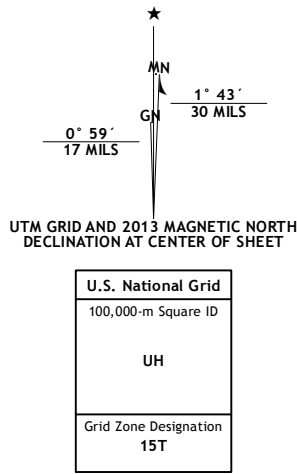 ★
MN
1° 43´
30 MILS
GN
0° 59´
17 MILS
UTM GRID AND 2013 MAGNETIC NORTH
DECLINATION AT CENTER OF SHEET
U.S. National Grid
100,000-m Square ID
UH
Grid Zone Designation
15T